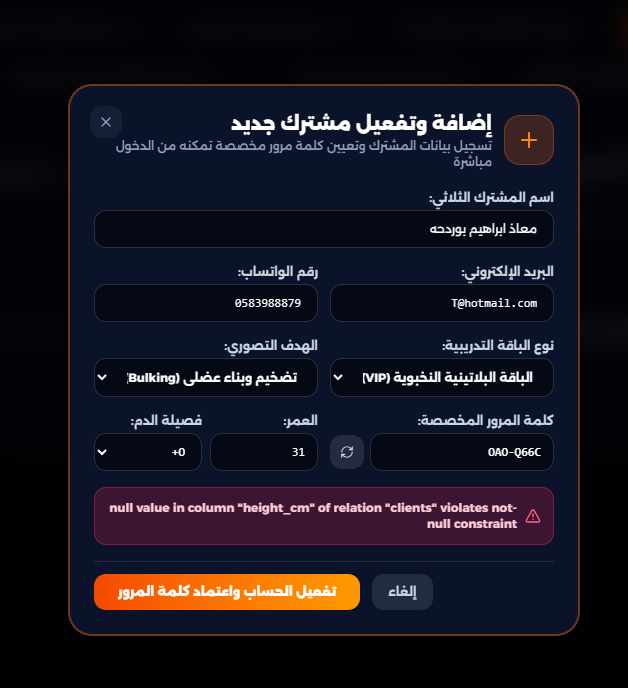 إضافة وتفعيل مشترك جديد
تسجيل بيانات المشترك وتعيين كلمة مرور مخصصة تمكنه من الدخول
مباشرة
اسم المشترك الثلاثي:
معاذ ابراهيم بوردحه
البريد الإلكتروني:
رقم الواتساب:
T@hotmail.com
0583988879
نوع الباقة التدريبية:
الهدف التصوري:
الباقة البلاتينية النخبوية (VIP)
تضخيم وبناء عضلي (Bulking)
كلمة المرور المخصصة:
العمر:
فصيلة الدم:
OAO-Q66C
31
O+
null value in column "height_cm" of relation "clients" violates not-
null constraint
إلغاء
تفعيل الحساب واعتماد كلمة المرور